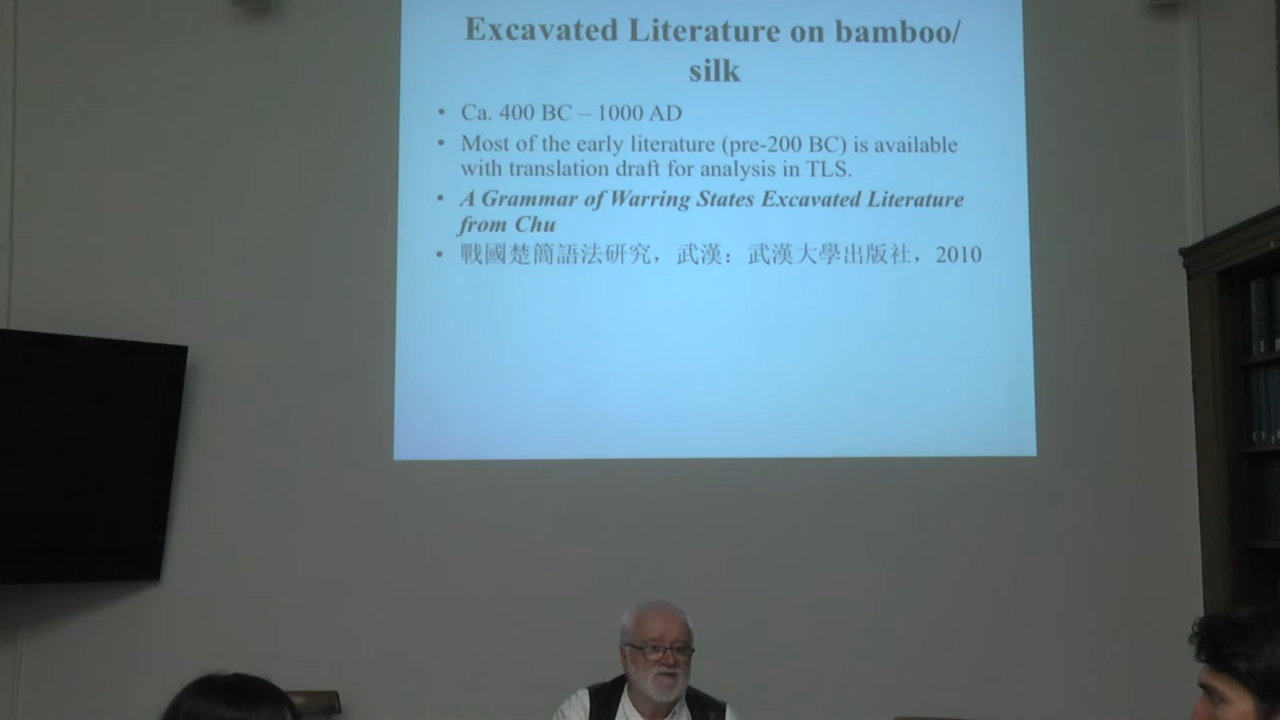 Excavated Literature on bamboo/
silk
• Ca. 400 BC – 1000 AD
• Most of the early literature (pre-200 BC) is available
with translation draft for analysis in TLS.
• A Grammar of Warring States Excavated Literature
from Chu
• 戰國楚簡語法研究，武漢：武漢大學出版社，2010